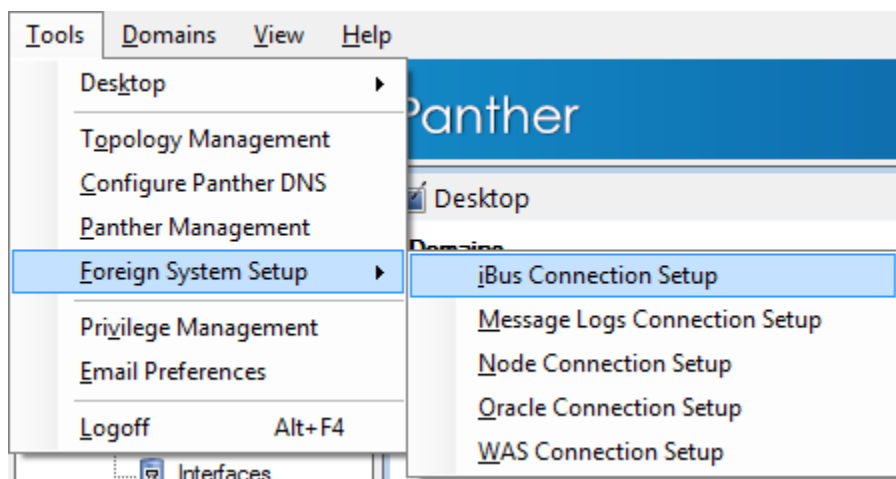 Tools Domains View Help
Desktop
Topology Management
Configure Panther DNS
Panther Management
Foreign System Setup
Privilege Management
Email Preferences
Logoff Alt+F4
Panther
Desktop
Domains
iBus Connection Setup
Message Logs Connection Setup
Node Connection Setup
Oracle Connection Setup
WAS Connection Setup
Interfaces